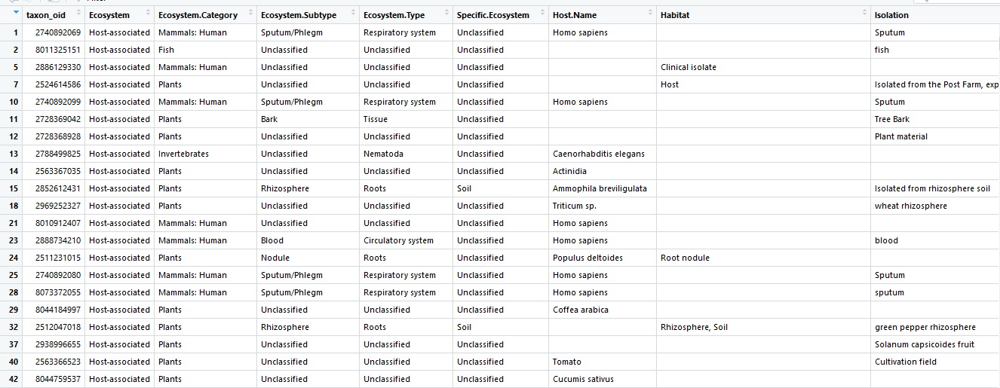 taxon_oid Ecosystem Ecosystem.Category Ecosystem.Subtype Ecosystem.Type Specific.Ecosystem Host.Name Habitat Isolation
1 2740892069 Host-associated Mammals: Human Sputum/Phlegm Respiratory system Unclassified Homo sapiens Sputum
2 8011325151 Host-associated Fish Unclassified Unclassified Unclassified fish
5 2886129330 Host-associated Mammals: Human Unclassified Unclassified Unclassified Clinical isolate
7 2524614586 Host-associated Plants Unclassified Unclassified Unclassified Host Isolated from the Post Farm, exp
10 2740892099 Host-associated Mammals: Human Sputum/Phlegm Respiratory system Unclassified Homo sapiens Sputum
11 2728369042 Host-associated Plants Bark Tissue Unclassified Tree Bark
12 2728368928 Host-associated Plants Unclassified Unclassified Unclassified Plant material
13 2788499825 Host-associated Invertebrates Unclassified Nematoda Unclassified Caenorhabditis elegans
14 2563367035 Host-associated Plants Unclassified Unclassified Unclassified Actinidia
15 2852612431 Host-associated Plants Rhizosphere Roots Soil Ammophila breviligulata Isolated from rhizosphere soil
18 2969252327 Host-associated Plants Unclassified Unclassified Unclassified Triticum sp. wheat rhizosphere
21 8010912407 Host-associated Mammals: Human Unclassified Unclassified Unclassified Homo sapiens
23 2888734210 Host-associated Mammals: Human Blood Circulatory system Unclassified Homo sapiens blood
24 2511231015 Host-associated Plants Nodule Roots Unclassified Populus deltoides Root nodule
25 2740892080 Host-associated Mammals: Human Sputum/Phlegm Respiratory system Unclassified Homo sapiens Sputum
28 8073372055 Host-associated Mammals: Human Sputum/Phlegm Respiratory system Unclassified Homo sapiens sputum
29 8044184997 Host-associated Plants Unclassified Unclassified Unclassified Coffea arabica
32 2512047018 Host-associated Plants Rhizosphere Roots Soil Rhizosphere, Soil green pepper rhizosphere
37 2938996655 Host-associated Plants Unclassified Unclassified Unclassified Solanum capsicoides fruit
40 2563366523 Host-associated Plants Unclassified Unclassified Unclassified Tomato Cultivation field
42 8044759537 Host-associated Plants Unclassified Unclassified Unclassified Cucumis sativus